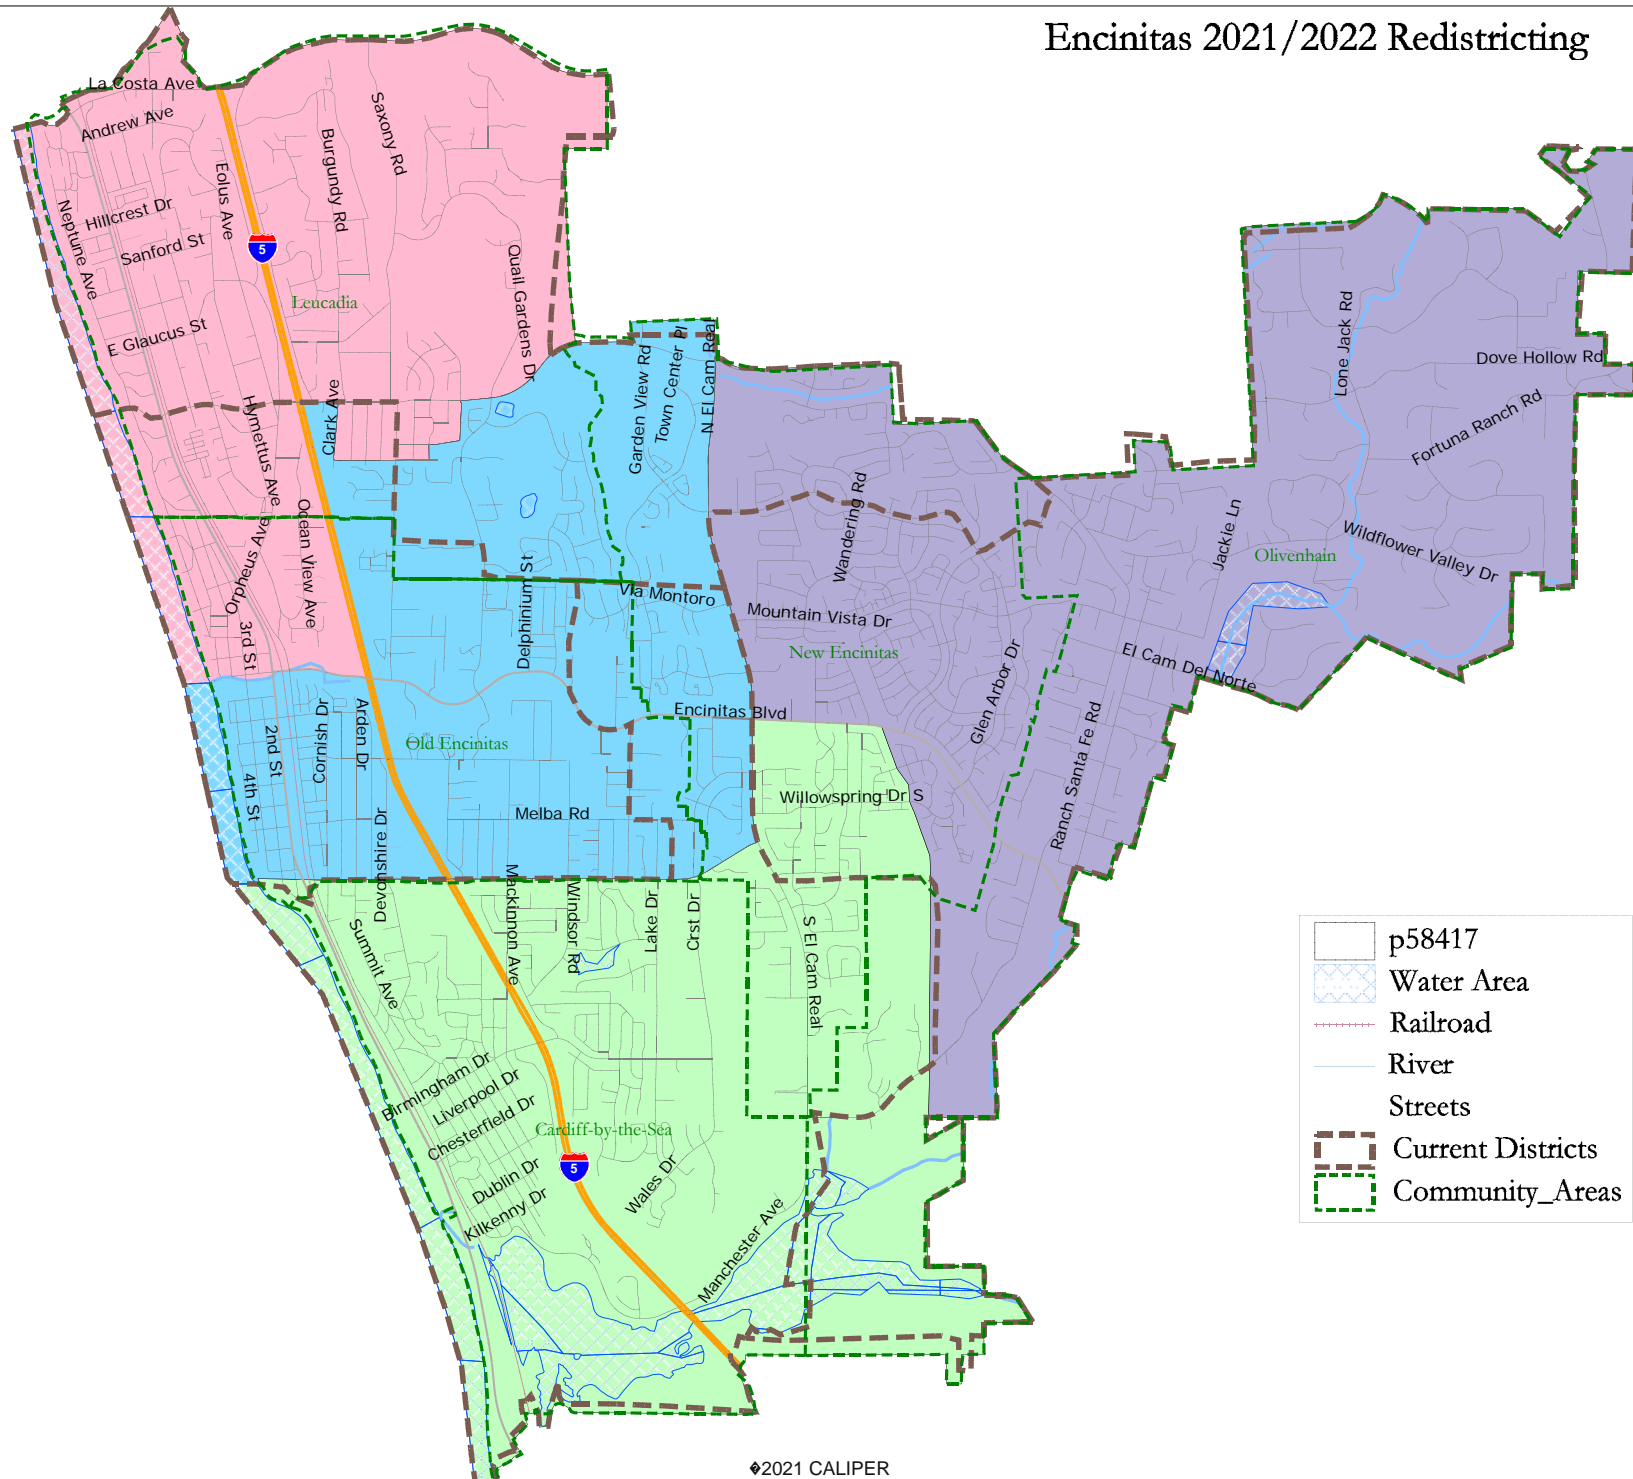 Encinitas 2021/2022 Redistricting
La Costa Ave
Andrew Ave
Saxony Rd
Burgundy Rd
Eolus Ave
Hillcrest Dr
Neptune Ave
Sanford St
5
Quail Gardens Dr
Leucadia
E Glaucus St
Clark Ave
Hymettus Ave
Garden View Rd
Town Center Pl
N El Cam Real
Lone Jack Rd
Dove Hollow Rd
Fortuna Ranch Rd
Wandering Rd
Jackie Ln
Wildflower Valley Dr
Olivenhain
Orpheus Ave
Ocean View Ave
3rd St
Delphinium St
Via Montoro
Mountain Vista Dr
New Encinitas
Glen Arbor Dr
El Cam Del Norte
Encinitas Blvd
2nd St
Cornish Dr
Arden Dr
Old Encinitas
4th St
Ranch Santa Fe Rd
Willowspring Dr S
Melba Rd
Devonshire Dr
Mackinnon Ave
Windsor Rd
Lake Dr
Crst Dr
S El Cam Real
Summit Ave
Birmingham Dr
Liverpool Dr
Chesterfield Dr
Cardiff-by-the-Sea
5
Dublin Dr
Kilkenny Dr
Wales Dr
Manchester Ave
p58417
Water Area
Railroad
River
Streets
Current Districts
Community_Areas
�2021 CALIPER